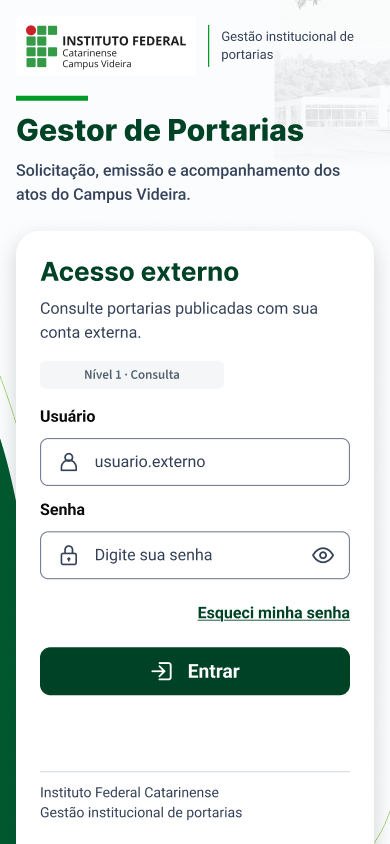 INSTITUTO FEDERAL
Catarinense
Campus Videira
Gestão institucional de
portarias
Gestor de Portarias
Solicitação, emissão e acompanhamento dos
atos do Campus Videira.
Acesso externo
Consulte portarias publicadas com sua
conta externa.
Nível 1 · Consulta
Usuário
usuario.externo
Senha
Digite sua senha
Esqueci minha senha
Entrar
Instituto Federal Catarinense
Gestão institucional de portarias